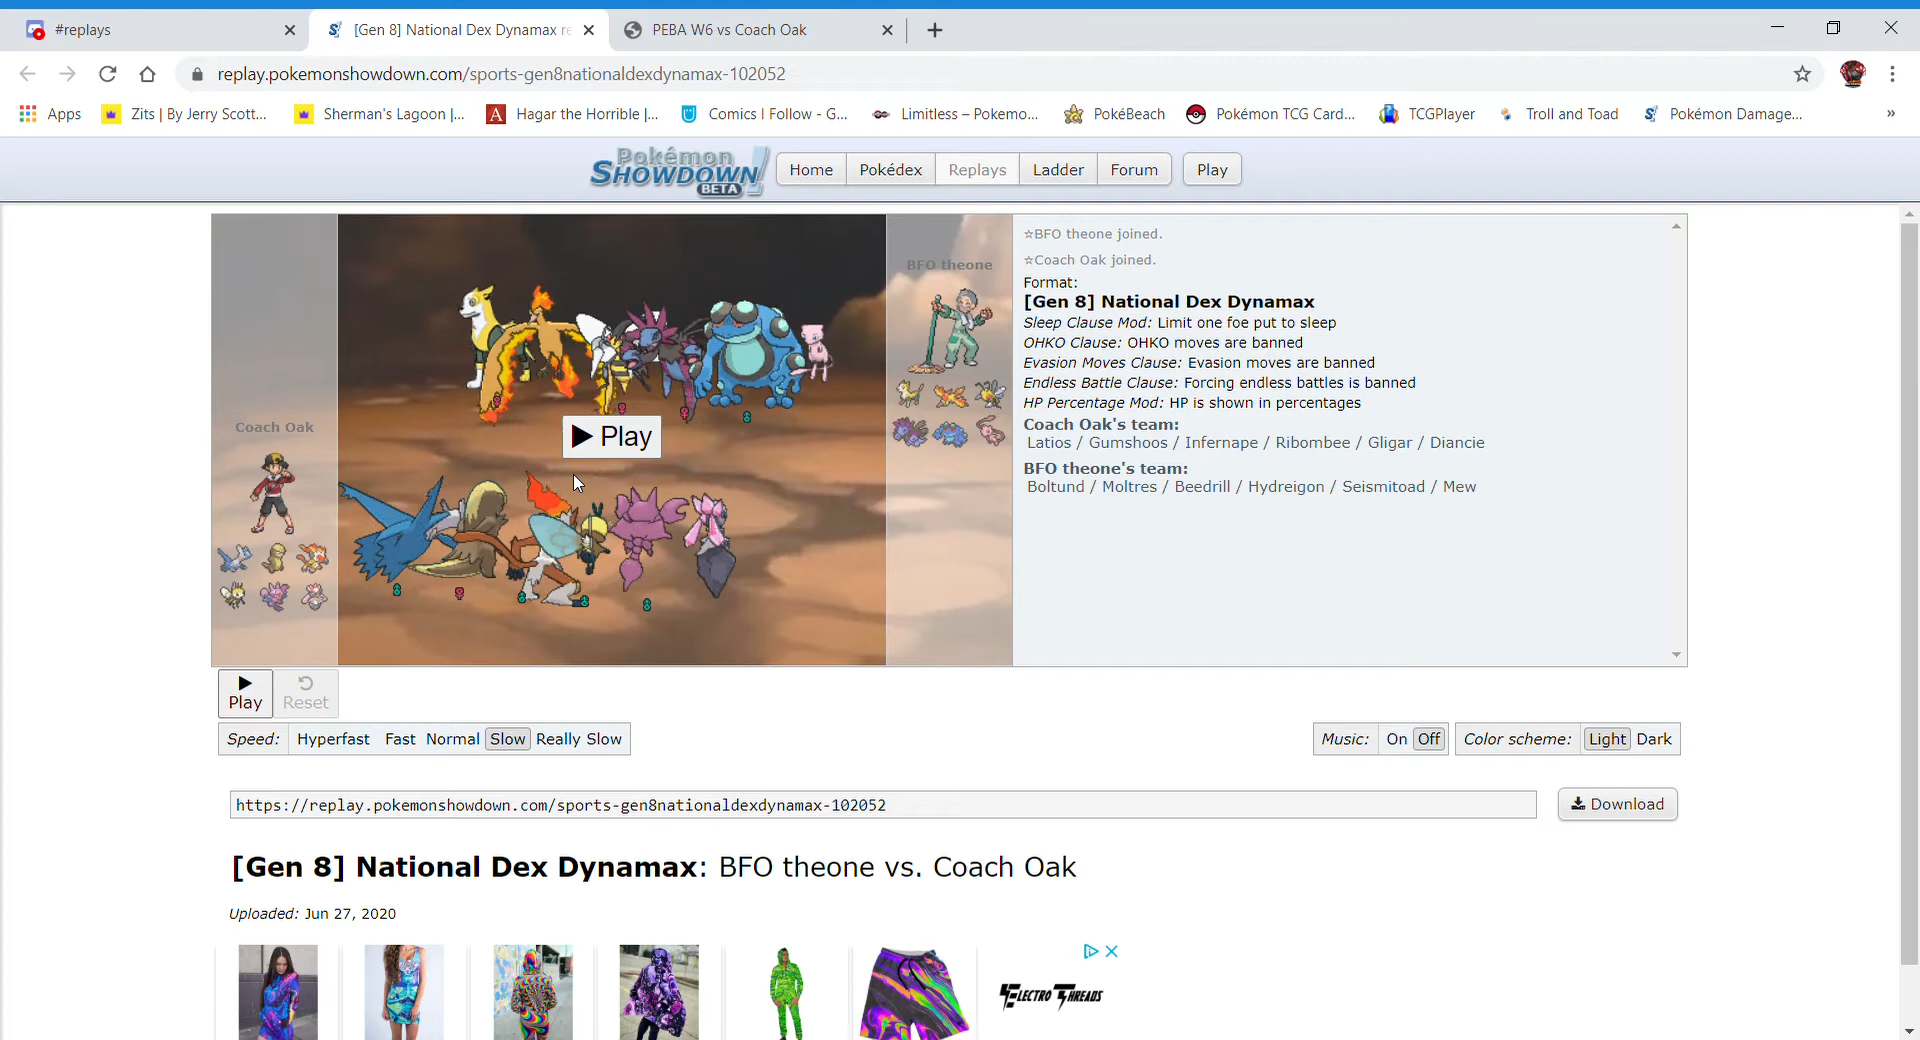 #replays
[Gen 8] National Dex Dynamax re
PEBA W6 vs Coach Oak
replay.pokemonshowdown.com/sports-gen8nationaldexdynamax-102052
Apps
Zits | By Jerry Scott...
Sherman's Lagoon |...
Hagar the Horrible |...
Comics I Follow - G...
Limitless – Pokemo...
PokéBeach
Pokémon TCG Card...
TCGPlayer
Troll and Toad
Pokémon Damage...
»
Pokémon
SHOWDOWN!
BETA
Home
Pokédex
Replays
Ladder
Forum
Play
BFO theone
Coach Oak
Play
☆BFO theone joined.
☆Coach Oak joined.
Format:
[Gen 8] National Dex Dynamax
Sleep Clause Mod: Limit one foe put to sleep
OHKO Clause: OHKO moves are banned
Evasion Moves Clause: Evasion moves are banned
Endless Battle Clause: Forcing endless battles is banned
HP Percentage Mod: HP is shown in percentages
Coach Oak's team:
Latios / Gumshoos / Infernape / Ribombee / Gligar / Diancie
BFO theone's team:
Boltund / Moltres / Beedrill / Hydreigon / Seismitoad / Mew
Play
Reset
Speed: Hyperfast Fast Normal Slow Really Slow
Music: On Off
Color scheme: Light Dark
https://replay.pokemonshowdown.com/sports-gen8nationaldexdynamax-102052
Download
[Gen 8] National Dex Dynamax: BFO theone vs. Coach Oak
Uploaded: Jun 27, 2020
ELECTRO THREADS